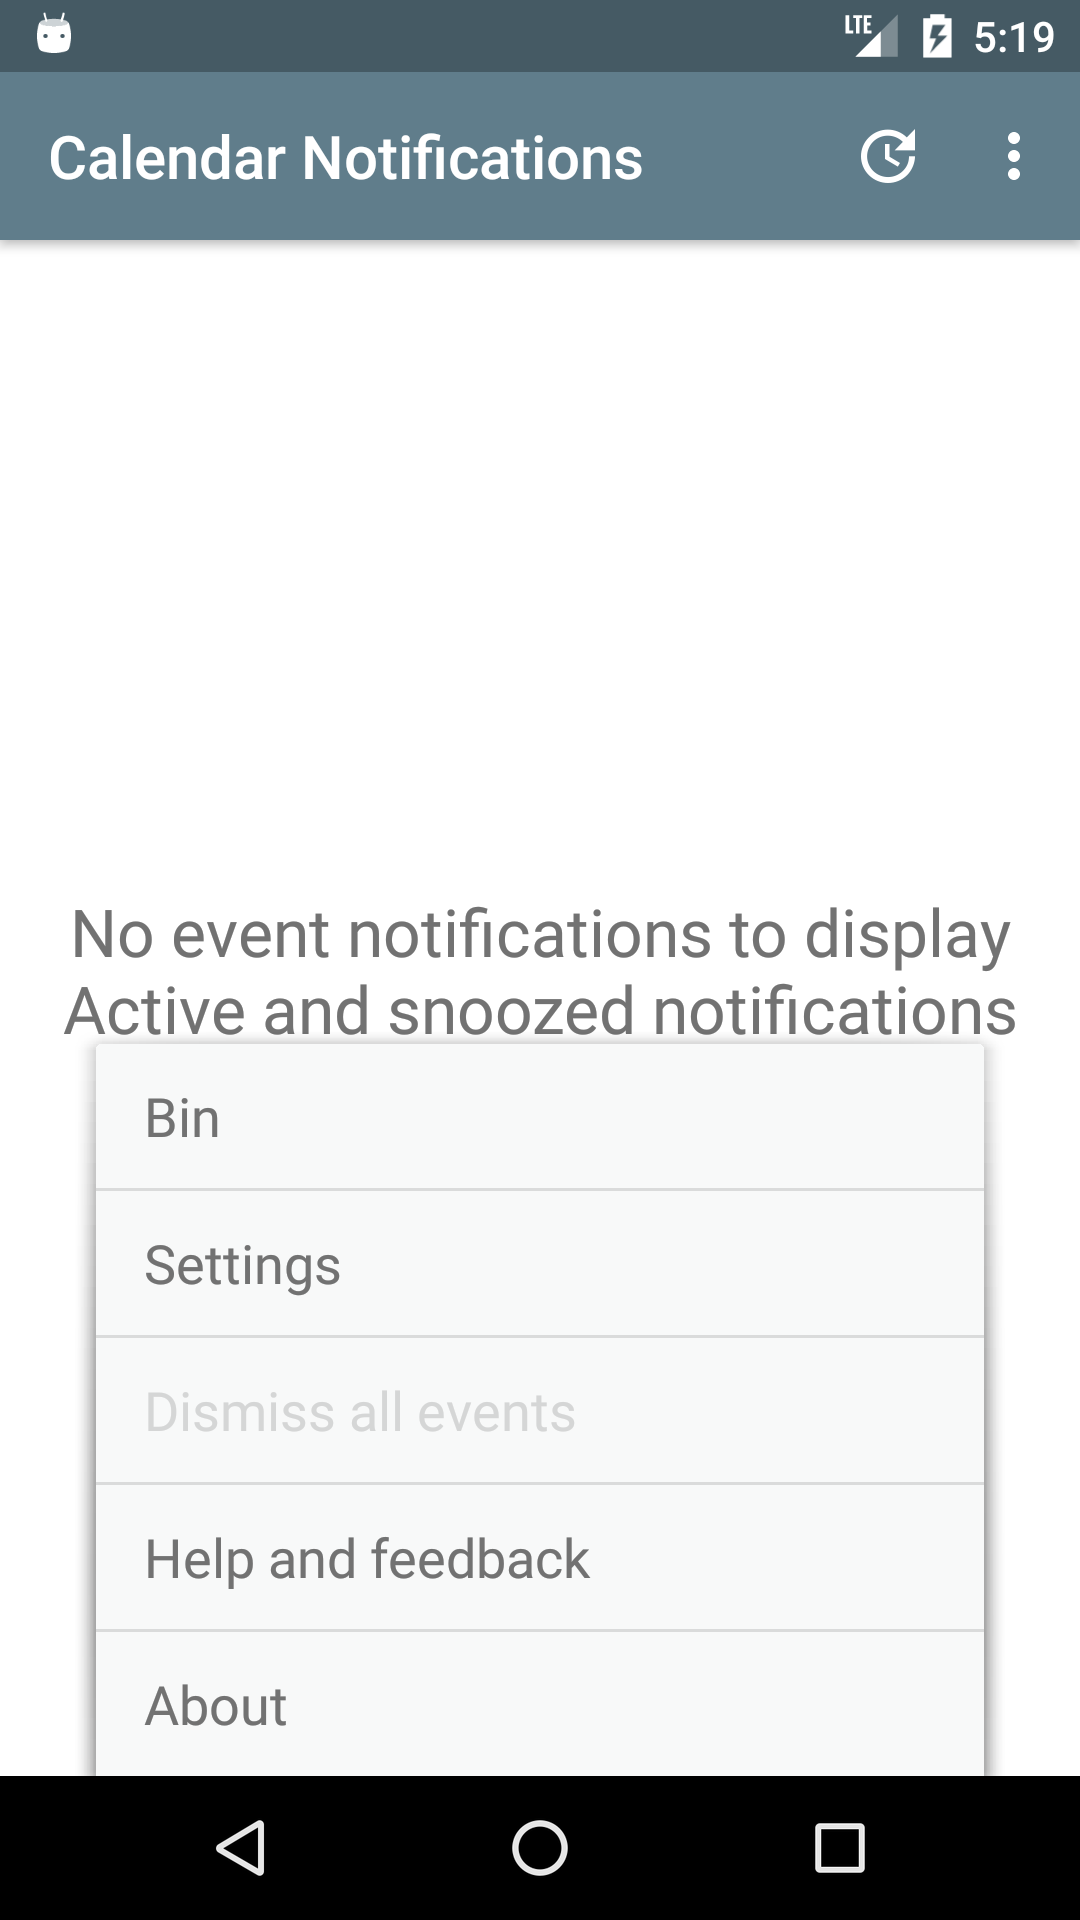 LTE 5:19
Calendar Notifications
No event notifications to display
Active and snoozed notifications
Bin
Settings
Dismiss all events
Help and feedback
About